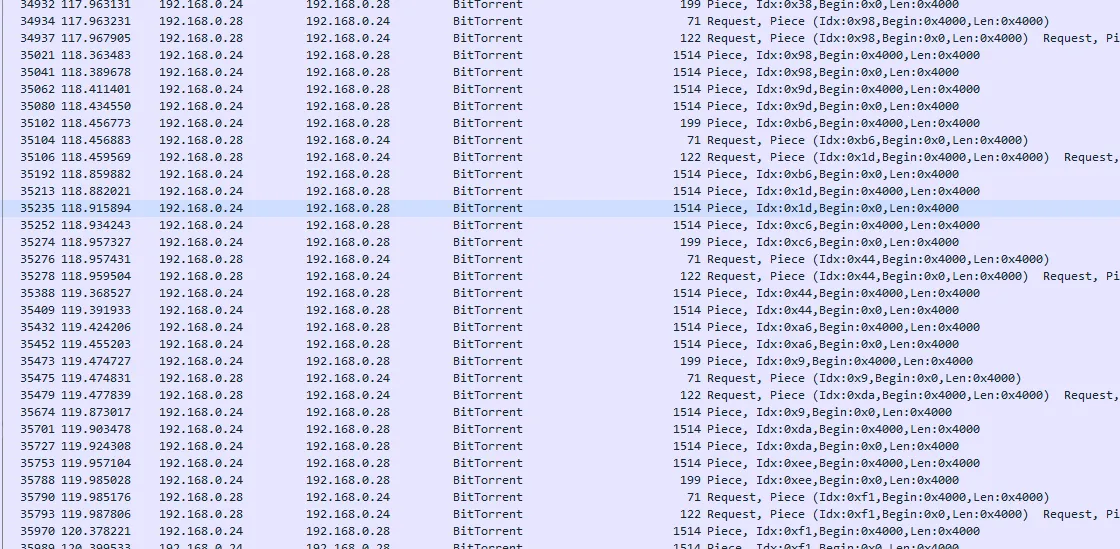 34932 117.963131 192.168.0.24 192.168.0.28 BitTorrent 199 Piece, Idx:0x38,Begin:0x0,Len:0x4000
34934 117.963231 192.168.0.28 192.168.0.24 BitTorrent 71 Request, Piece (Idx:0x98,Begin:0x4000,Len:0x4000)
34937 117.967905 192.168.0.28 192.168.0.24 BitTorrent 122 Request, Piece (Idx:0x98,Begin:0x0,Len:0x4000) Request, Pi
35021 118.363483 192.168.0.24 192.168.0.28 BitTorrent 1514 Piece, Idx:0x98,Begin:0x4000,Len:0x4000
35041 118.389678 192.168.0.24 192.168.0.28 BitTorrent 1514 Piece, Idx:0x98,Begin:0x0,Len:0x4000
35062 118.411401 192.168.0.24 192.168.0.28 BitTorrent 1514 Piece, Idx:0x9d,Begin:0x4000,Len:0x4000
35080 118.434550 192.168.0.24 192.168.0.28 BitTorrent 1514 Piece, Idx:0x9d,Begin:0x0,Len:0x4000
35102 118.456773 192.168.0.24 192.168.0.28 BitTorrent 199 Piece, Idx:0xb6,Begin:0x4000,Len:0x4000
35104 118.456883 192.168.0.28 192.168.0.24 BitTorrent 71 Request, Piece (Idx:0xb6,Begin:0x0,Len:0x4000)
35106 118.459569 192.168.0.28 192.168.0.24 BitTorrent 122 Request, Piece (Idx:0x1d,Begin:0x4000,Len:0x4000) Request,
35192 118.859882 192.168.0.24 192.168.0.28 BitTorrent 1514 Piece, Idx:0xb6,Begin:0x0,Len:0x4000
35213 118.882021 192.168.0.24 192.168.0.28 BitTorrent 1514 Piece, Idx:0x1d,Begin:0x4000,Len:0x4000
35235 118.915894 192.168.0.24 192.168.0.28 BitTorrent 1514 Piece, Idx:0x1d,Begin:0x0,Len:0x4000
35252 118.934243 192.168.0.24 192.168.0.28 BitTorrent 1514 Piece, Idx:0xc6,Begin:0x4000,Len:0x4000
35274 118.957327 192.168.0.24 192.168.0.28 BitTorrent 199 Piece, Idx:0xc6,Begin:0x0,Len:0x4000
35276 118.957431 192.168.0.28 192.168.0.24 BitTorrent 71 Request, Piece (Idx:0x44,Begin:0x4000,Len:0x4000)
35278 118.959504 192.168.0.28 192.168.0.24 BitTorrent 122 Request, Piece (Idx:0x44,Begin:0x0,Len:0x4000) Request, Pi
35388 119.368527 192.168.0.24 192.168.0.28 BitTorrent 1514 Piece, Idx:0x44,Begin:0x4000,Len:0x4000
35409 119.391933 192.168.0.24 192.168.0.28 BitTorrent 1514 Piece, Idx:0x44,Begin:0x0,Len:0x4000
35432 119.424206 192.168.0.24 192.168.0.28 BitTorrent 1514 Piece, Idx:0xa6,Begin:0x4000,Len:0x4000
35452 119.455203 192.168.0.24 192.168.0.28 BitTorrent 1514 Piece, Idx:0xa6,Begin:0x0,Len:0x4000
35473 119.474727 192.168.0.24 192.168.0.28 BitTorrent 199 Piece, Idx:0x9,Begin:0x4000,Len:0x4000
35475 119.474831 192.168.0.28 192.168.0.24 BitTorrent 71 Request, Piece (Idx:0x9,Begin:0x0,Len:0x4000)
35479 119.477839 192.168.0.28 192.168.0.24 BitTorrent 122 Request, Piece (Idx:0xda,Begin:0x4000,Len:0x4000) Request,
35674 119.873017 192.168.0.24 192.168.0.28 BitTorrent 1514 Piece, Idx:0x9,Begin:0x0,Len:0x4000
35701 119.903478 192.168.0.24 192.168.0.28 BitTorrent 1514 Piece, Idx:0xda,Begin:0x4000,Len:0x4000
35727 119.924308 192.168.0.24 192.168.0.28 BitTorrent 1514 Piece, Idx:0xda,Begin:0x0,Len:0x4000
35753 119.957104 192.168.0.24 192.168.0.28 BitTorrent 1514 Piece, Idx:0xee,Begin:0x4000,Len:0x4000
35788 119.985028 192.168.0.24 192.168.0.28 BitTorrent 199 Piece, Idx:0xee,Begin:0x0,Len:0x4000
35790 119.985176 192.168.0.28 192.168.0.24 BitTorrent 71 Request, Piece (Idx:0xf1,Begin:0x4000,Len:0x4000)
35793 119.987806 192.168.0.28 192.168.0.24 BitTorrent 122 Request, Piece (Idx:0xf1,Begin:0x0,Len:0x4000) Request, Pi
35970 120.378221 192.168.0.24 192.168.0.28 BitTorrent 1514 Piece, Idx:0xf1,Begin:0x4000,Len:0x4000
35989 120.399533 192.168.0.24 192.168.0.28 BitTorrent 1514 Piece, Idx:0xf1,Begin:0x0,Len:0x4000